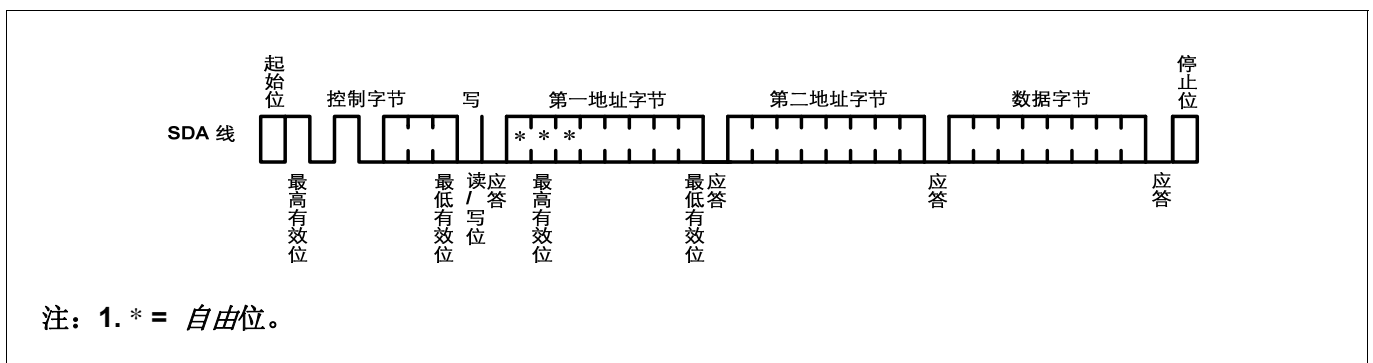 起始位
控制字节
写
第一地址字节
第二地址字节
数据字节
停止位
SDA 线
* * *
最高有效位
最低有效位
读/写位
应答
最高有效位
最低有效位
应答
应答
应答
注：1. * = 自由位。